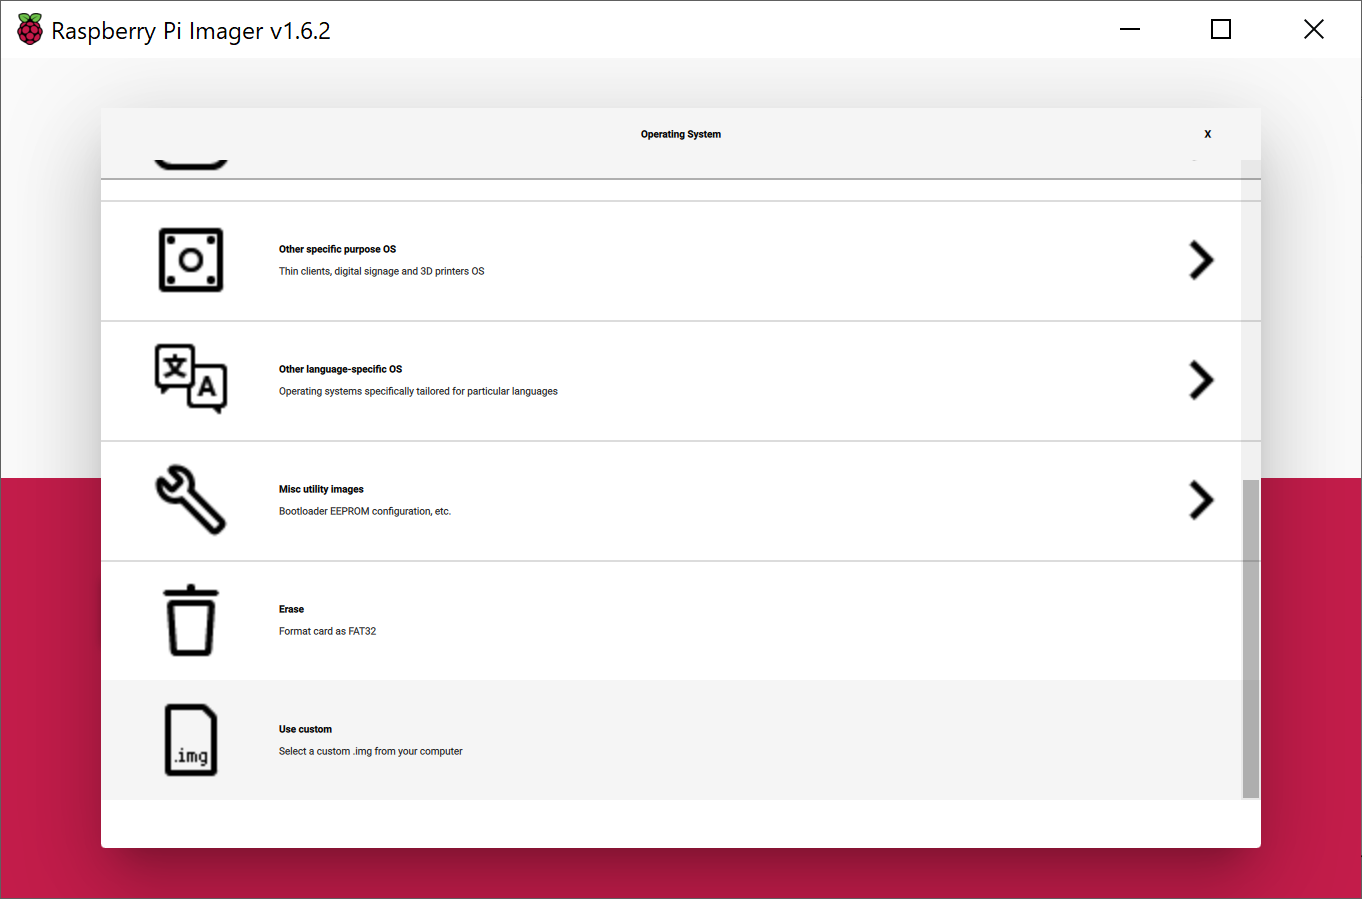 Raspberry Pi Imager v1.6.2
Operating System
X
Other specific purpose OS
Thin clients, digital signage and 3D printers OS
文
A
Other language-specific OS
Operating systems specifically tailored for particular languages
Misc utility images
Bootloader EEPROM configuration, etc.
Erase
Format card as FAT32
.img
Use custom
Select a custom .img from your computer